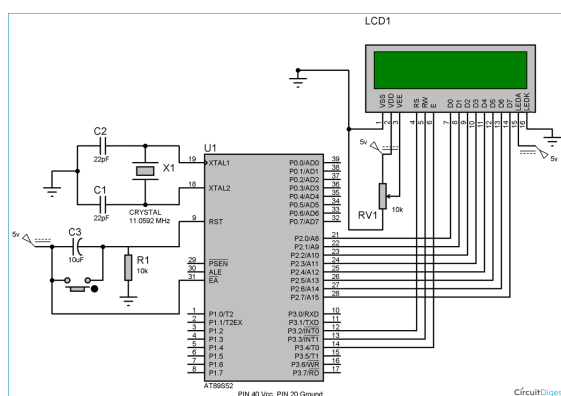 LCD1
VSS VDD VEE RS RW E D0 D1 D2 D3 D4 D5 D6 D7 LEDA LEDK
1 2 3 4 5 6 7 8 9 10 11 12 13 14 15 16
5v
5v
RV1
10k
C2
22pF
C1
22pF
X1
CRYSTAL
11.0592 MHz
5v
C3
10uF
R1
10k
U1
19 XTAL1
18 XTAL2
9 RST
29 PSEN
30 ALE
31 EA
1 P1.0/T2
2 P1.1/T2EX
3 P1.2
4 P1.3
5 P1.4
6 P1.5
7 P1.6
8 P1.7
P0.0/AD0 39
P0.1/AD1 38
P0.2/AD2 37
P0.3/AD3 36
P0.4/AD4 35
P0.5/AD5 34
P0.6/AD6 33
P0.7/AD7 32
P2.0/A8 21
P2.1/A9 22
P2.2/A10 23
P2.3/A11 24
P2.4/A12 25
P2.5/A13 26
P2.6/A14 27
P2.7/A15 28
P3.0/RXD 10
P3.1/TXD 11
P3.2/INT0 12
P3.3/INT1 13
P3.4/T0 14
P3.5/T1 15
P3.6/WR 16
P3.7/RD 17
AT89S52
PIN 40 Vcc, PIN 20 Ground
CircuitDiges